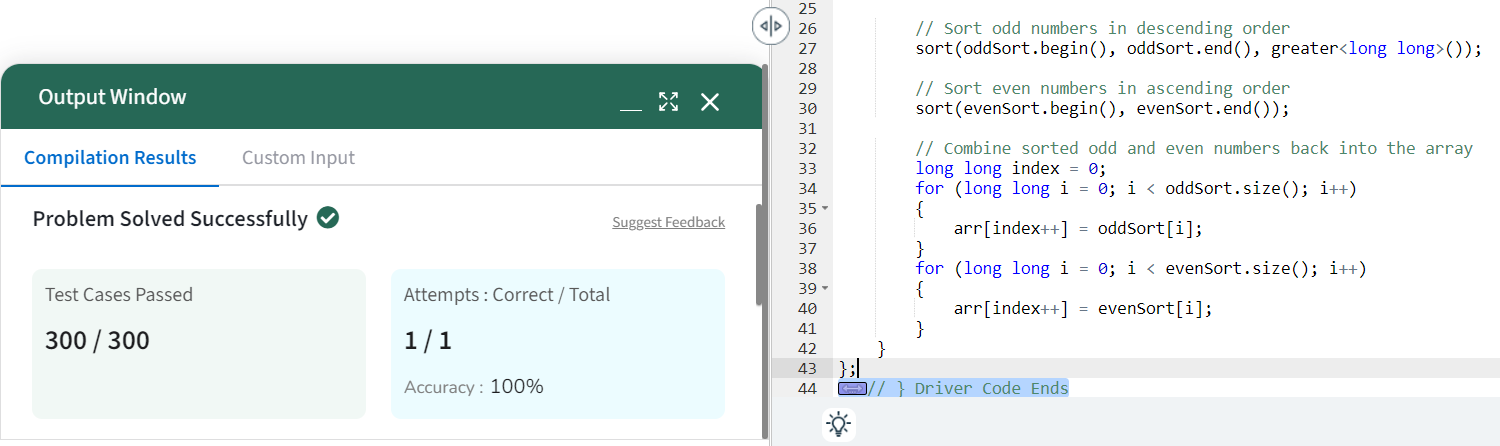 Output Window
Compilation Results
Custom Input
Problem Solved Successfully
Suggest Feedback
Test Cases Passed
300 / 300
Attempts : Correct / Total
1 / 1
Accuracy : 100%
25
26 // Sort odd numbers in descending order
27 sort(oddSort.begin(), oddSort.end(), greater<long long>());
28
29 // Sort even numbers in ascending order
30 sort(evenSort.begin(), evenSort.end());
31
32 // Combine sorted odd and even numbers back into the array
33 long long index = 0;
34 for (long long i = 0; i < oddSort.size(); i++)
35 {
36 arr[index++] = oddSort[i];
37 }
38 for (long long i = 0; i < evenSort.size(); i++)
39 {
40 arr[index++] = evenSort[i];
41 }
42 }
43 };
44 // } Driver Code Ends